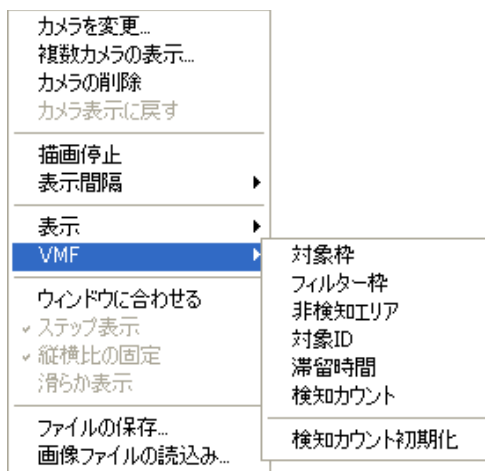 カメラを変更...
複数カメラの表示...
カメラの削除
カメラ表示に戻す
描画停止
表示間隔
表示
VMF
対象枠
フィルター枠
非検知エリア
対象ID
滞留時間
検知カウント
検知カウント初期化
ウィンドウに合わせる
ステップ表示
縦横比の固定
滑らか表示
ファイルの保存...
画像ファイルの読込み...